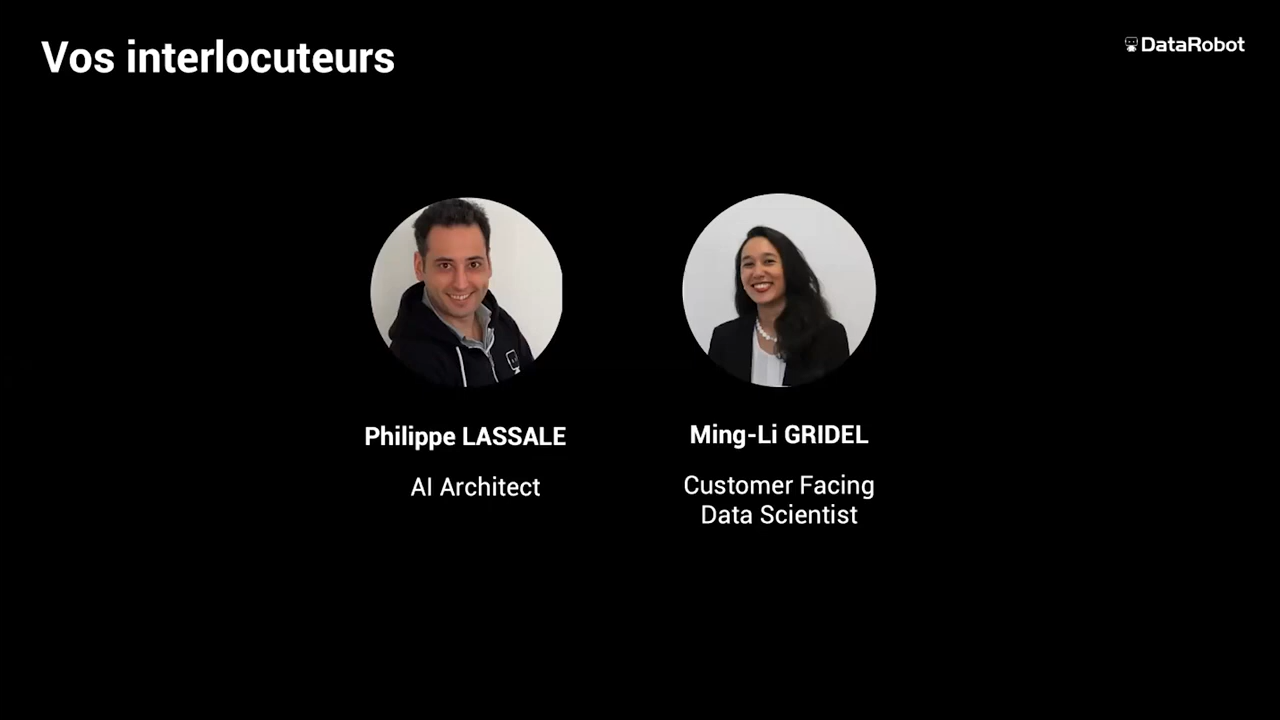 Vos interlocuteurs
DataRobot
Philippe LASSALE
AI Architect
Ming-Li GRIDEL
Customer Facing
Data Scientist